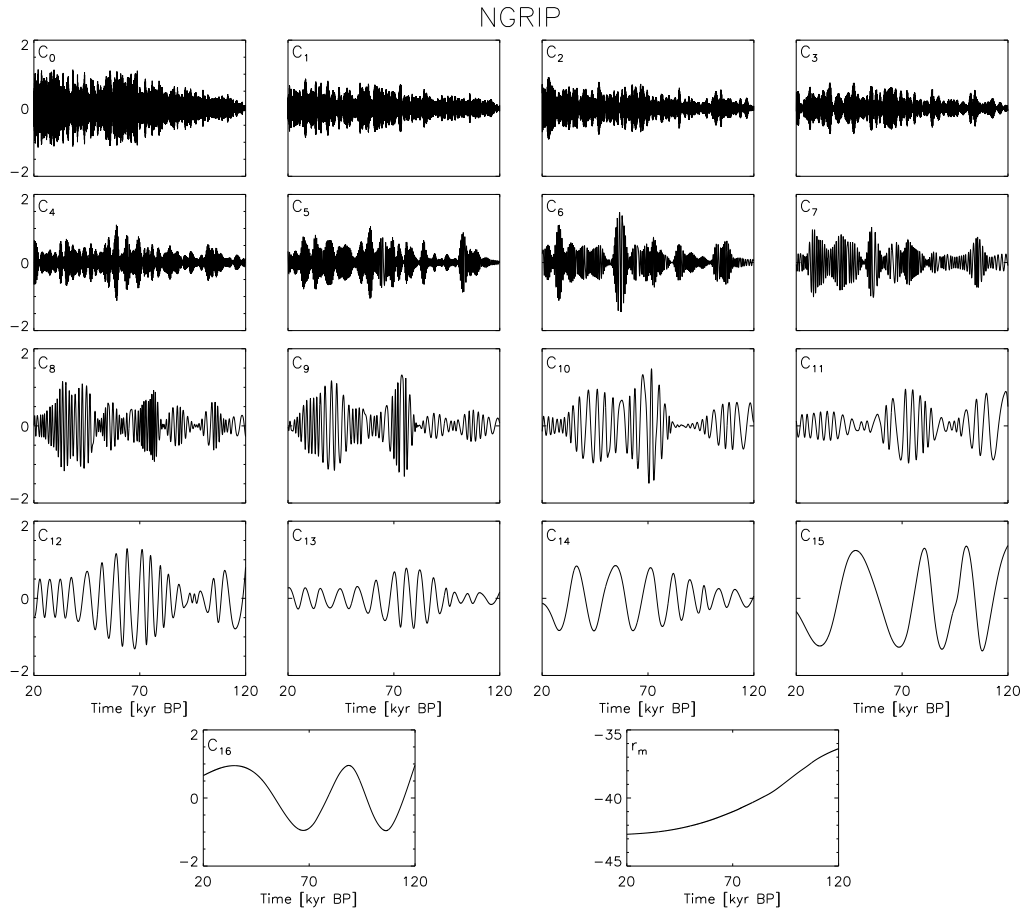 NGRIP
2 C0 C1 C2 C3
0
−2
2 C4 C5 C6 C7
0
−2
2 C8 C9 C10 C11
0
−2
2 C12 C13 C14 C15
0
−2
20 70 120 20 70 120 20 70 120 20 70 120
Time [kyr BP] Time [kyr BP] Time [kyr BP] Time [kyr BP]
2 C16 −35 rm
0 −40
−2 −45
20 70 120 20 70 120
Time [kyr BP] Time [kyr BP]